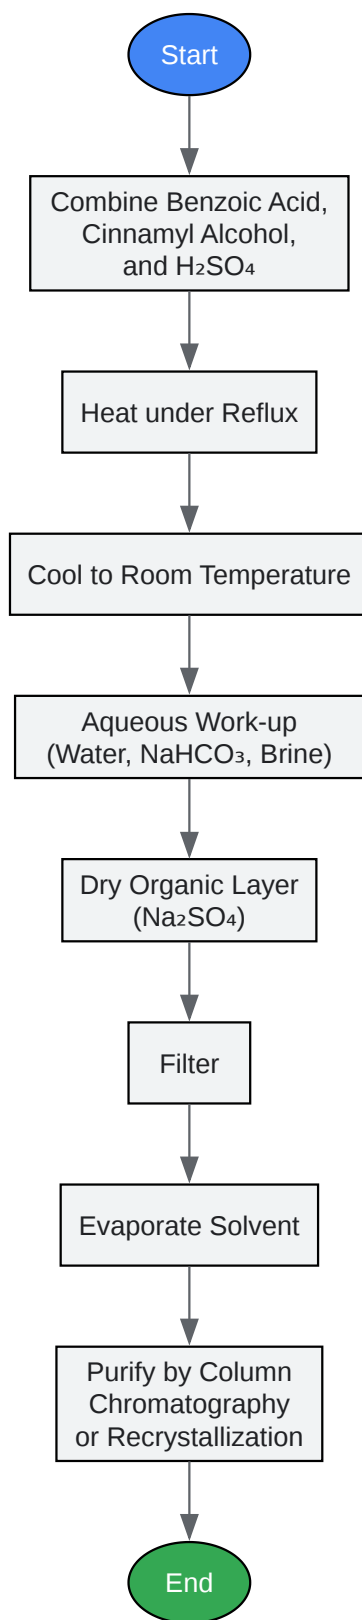 Start
Combine Benzoic Acid,
Cinnamyl Alcohol,
and H₂SO₄
Heat under Reflux
Cool to Room Temperature
Aqueous Work-up
(Water, NaHCO₃, Brine)
Dry Organic Layer
(Na₂SO₄)
Filter
Evaporate Solvent
Purify by Column
Chromatography
or Recrystallization
End